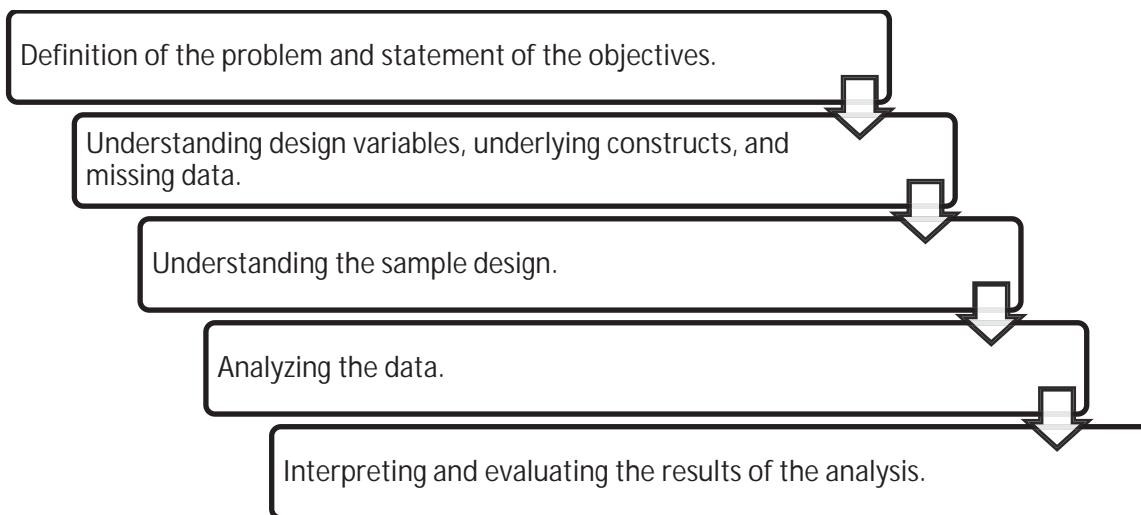 Definition of the problem and statement of the objectives.
Understanding design variables, underlying constructs, and
missing data.
Understanding the sample design.
Analyzing the data.
Interpreting and evaluating the results of the analysis.